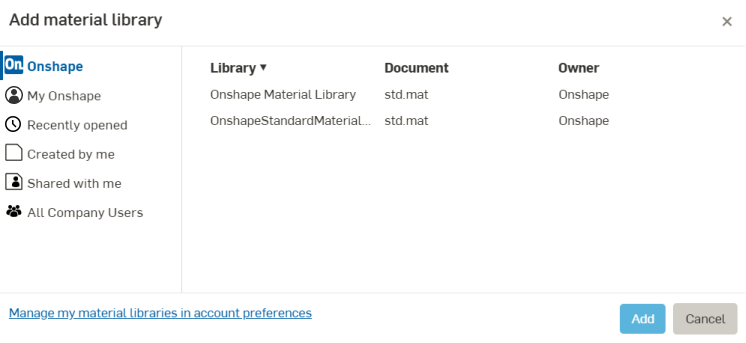 Add material library
×
On Onshape
My Onshape
Recently opened
Created by me
Shared with me
All Company Users
Library ▼ Document Owner
Onshape Material Library std.mat Onshape
OnshapeStandardMaterial... std.mat Onshape
Manage my material libraries in account preferences
Add Cancel